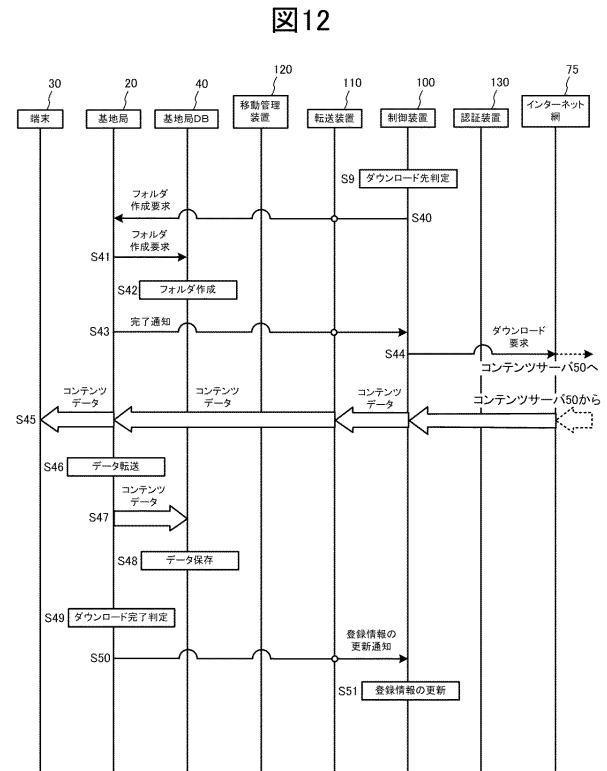 図12
30
20
40
120
110
100
130
75
端末
基地局
基地局DB
移動管理
装置
転送装置
制御装置
認証装置
インターネット
網
S9
ダウンロード先判定
フォルダ
作成要求
S40
フォルダ
作成要求
S41
S42
フォルダ作成
完了通知
S43
ダウンロード
要求
S44
コンテンツサーバ50へ
コンテンツ
データ
コンテンツ
データ
コンテンツ
データ
コンテンツサーバ50から
S45
S46
データ転送
コンテンツ
データ
S47
S48
データ保存
S49
ダウンロード完了判定
登録情報の
更新通知
S50
S51
登録情報の更新